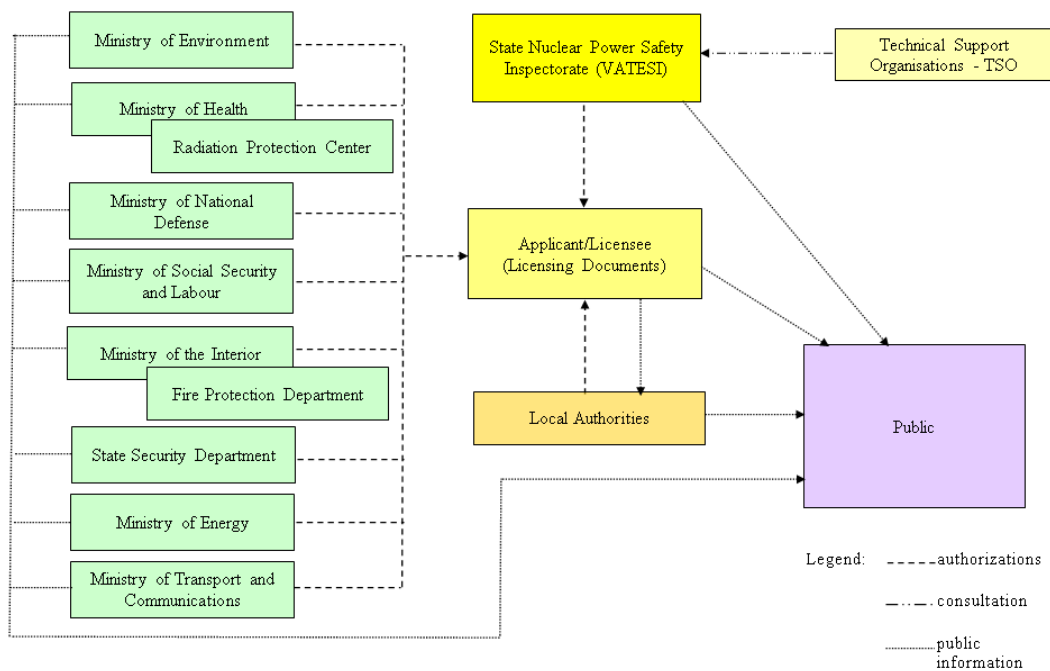 Ministry of Environment
Ministry of Health
Radiation Protection Center
Ministry of National
Defense
Ministry of Social Security
and Labour
Ministry of the Interior
Fire Protection Department
State Security Department
Ministry of Energy
Ministry of Transport and
Communications
State Nuclear Power Safety
Inspectorate (VATESI)
Technical Support
Organisations - TSO
Applicant/Licensee
(Licensing Documents)
Local Authorities
Public
Legend:
authorizations
consultation
public
information